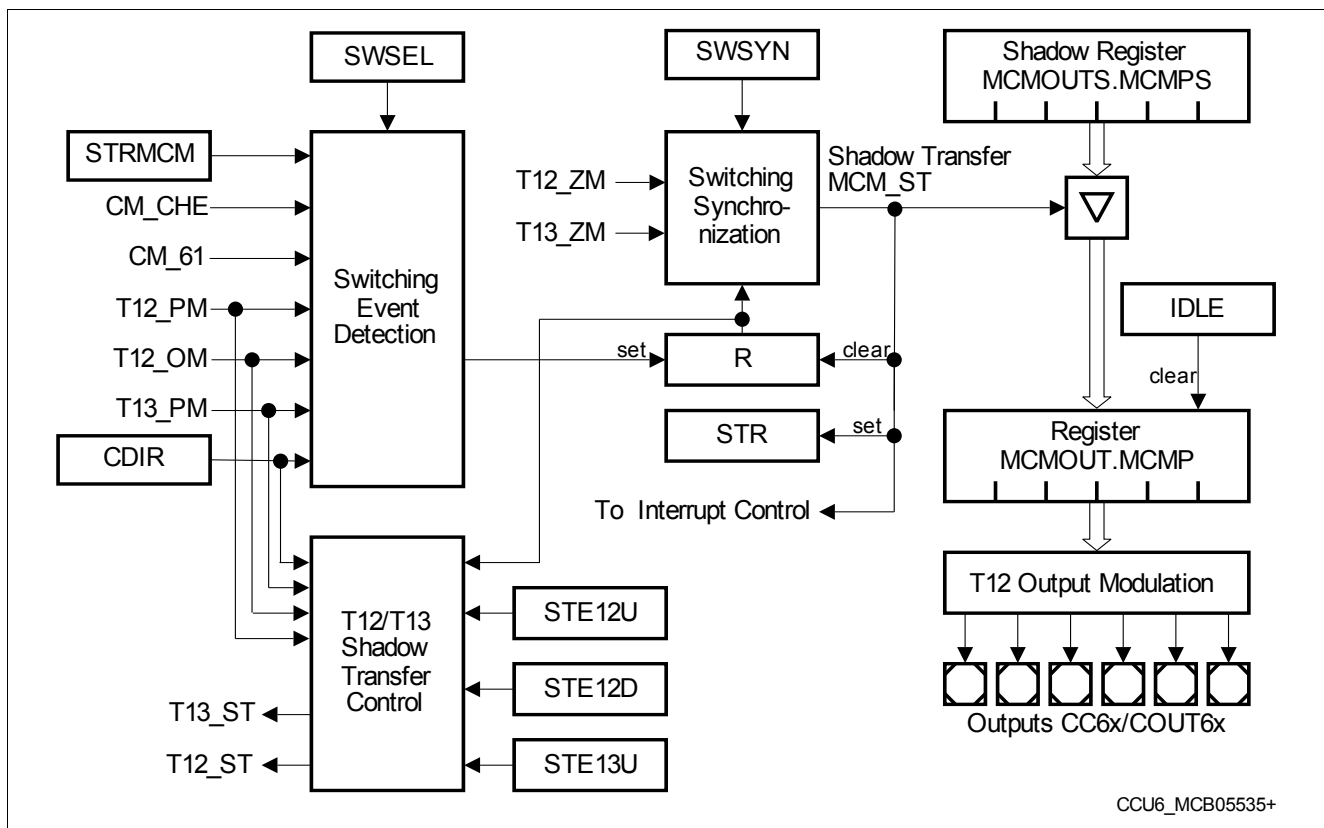 SWSEL
SWSYN
Shadow Register
MCMOUTS.MCMPS
STRMCM
CM_CHE
CM_61
T12_PM
T12_OM
T13_PM
CDIR
Switching
Event
Detection
T12_ZM
T13_ZM
Switching
Synchro-
nization
Shadow Transfer
MCM_ST
set
R
clear
STR
set
To Interrupt Control
IDLE
clear
Register
MCMOUT.MCMP
T12/T13
Shadow
Transfer
Control
STE12U
STE12D
STE13U
T13_ST
T12_ST
T12 Output Modulation
Outputs CC6x/COUT6x
CCU6_MCB05535+